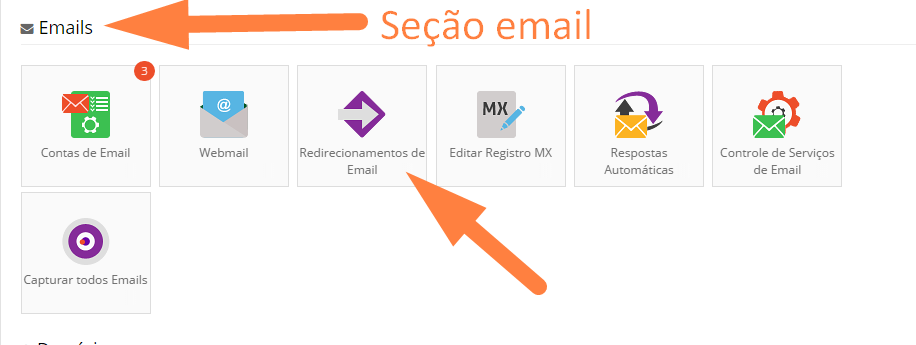 Emails
Seção email
3
Contas de Email
@
Webmail
Redirecionamentos de
Email
MX
Editar Registro MX
Respostas
Automáticas
Controle de Serviços
de Email
Capturar todos Emails